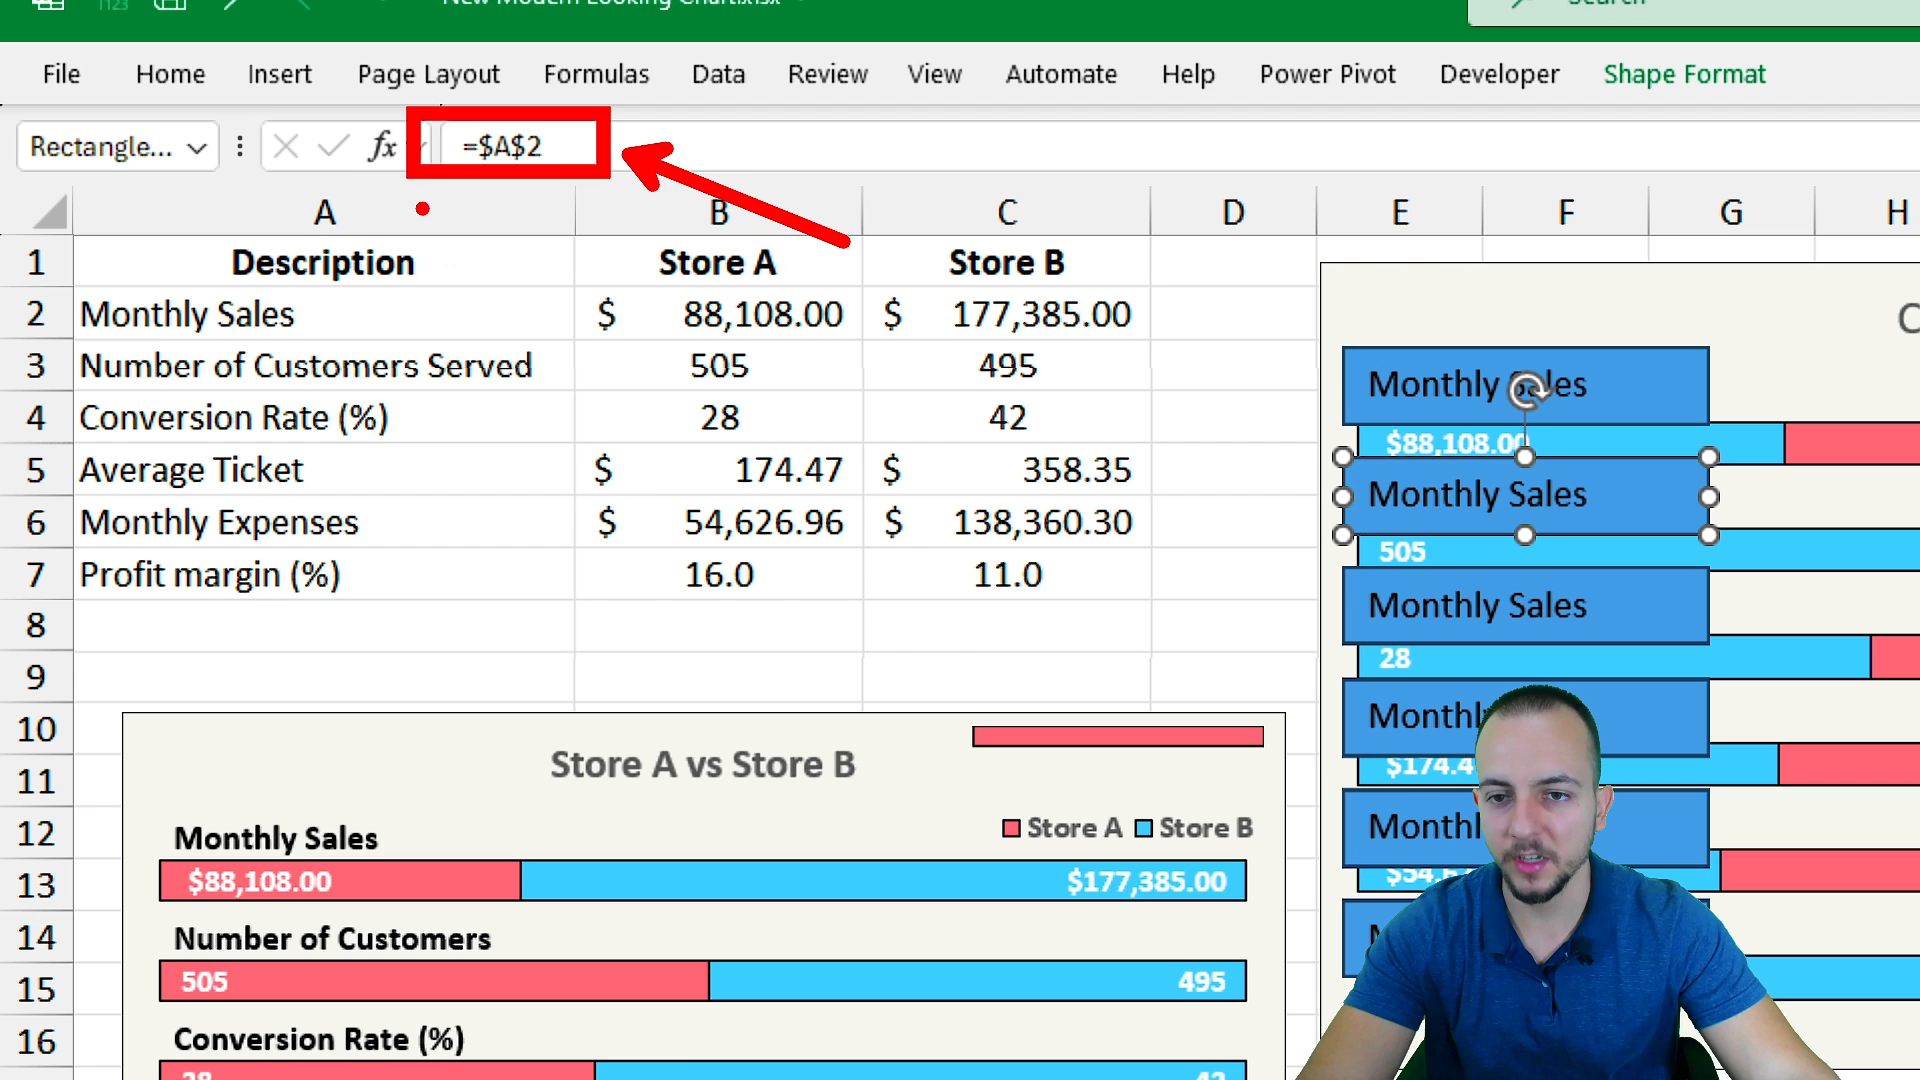 File Home Insert Page Layout Formulas Data Review View Automate Help Power Pivot Developer Shape Format
Rectangle... fx =$A$2
A B C D E F G H
1 Description Store A Store B
2 Monthly Sales $ 88,108.00 $ 177,385.00
3 Number of Customers Served 505 495
4 Conversion Rate (%) 28 42
5 Average Ticket $ 174.47 $ 358.35
6 Monthly Expenses $ 54,626.96 $ 138,360.30
7 Profit margin (%) 16.0 11.0
8
9
10
11
12
13
14
15
16
Store A vs Store B
Store A Store B
Monthly Sales
$88,108.00 $177,385.00
Number of Customers
505 495
Conversion Rate (%)
28 42
Monthly Sales
$88,108.00
Monthly Sales
505
Monthly Sales
28